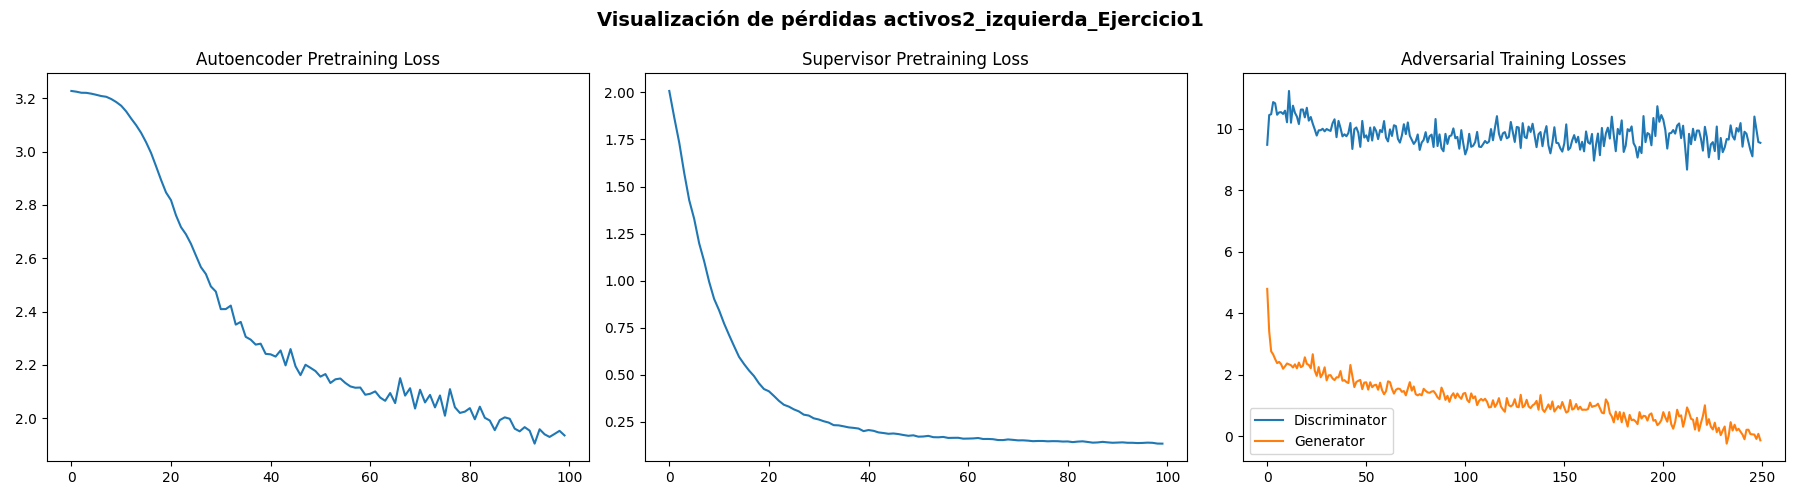 Visualización de pérdidas activos2_izquierda_Ejercicio1
Autoencoder Pretraining Loss
3.2
3.0
2.8
2.6
2.4
2.2
2.0
0 20 40 60 80 100
Supervisor Pretraining Loss
2.00
1.75
1.50
1.25
1.00
0.75
0.50
0.25
0 20 40 60 80 100
Adversarial Training Losses
10
8
6
4
2
0
Discriminator
Generator
0 50 100 150 200 250